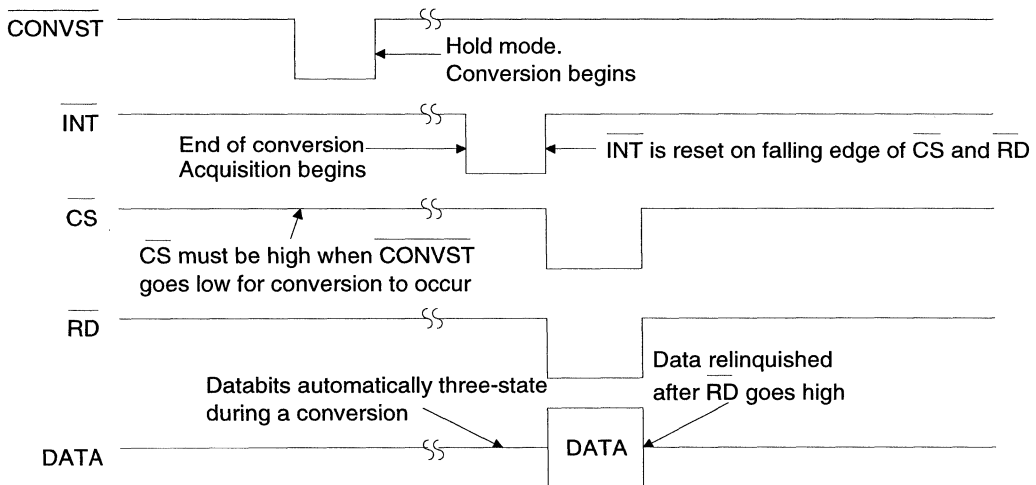 CONVST
Hold mode.
Conversion begins
INT
End of conversion
Acquisition begins
INT is reset on falling edge of CS and RD
CS
CS must be high when CONVST
goes low for conversion to occur
RD
Data relinquished
after RD goes high
Databits automatically three-state
during a conversion
DATA
DATA